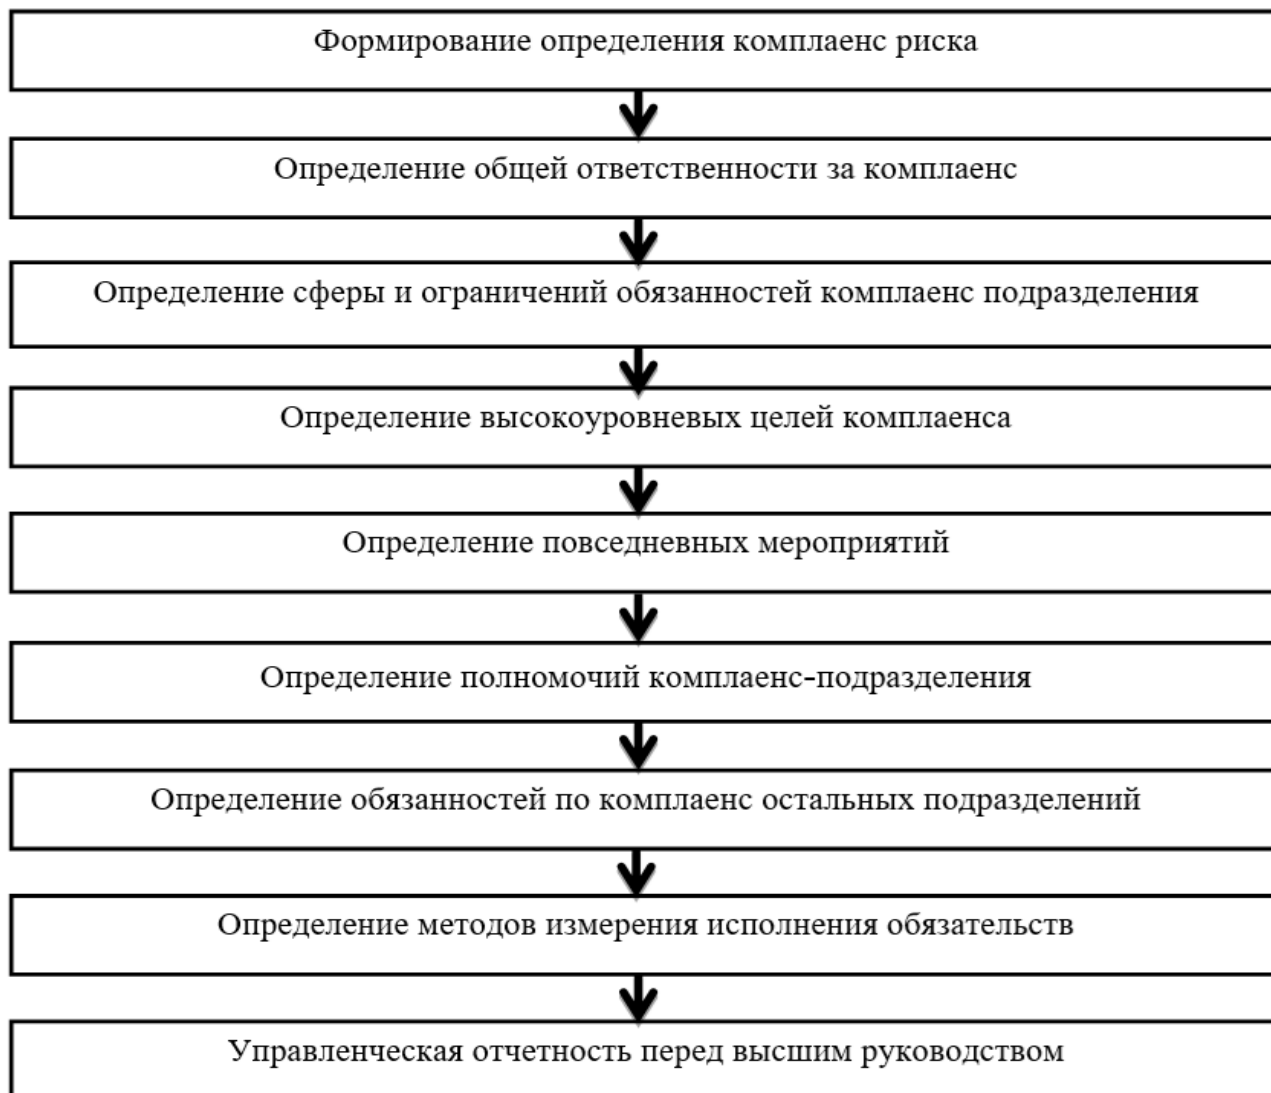 Формирование определения комплаенс риска
Определение общей ответственности за комплаенс
Определение сферы и ограничений обязанностей комплаенс подразделения
Определение высокоуровневых целей комплаенса
Определение повседневных мероприятий
Определение полномочий комплаенс-подразделения
Определение обязанностей по комплаенс остальных подразделений
Определение методов измерения исполнения обязательств
Управленческая отчетность перед высшим руководством